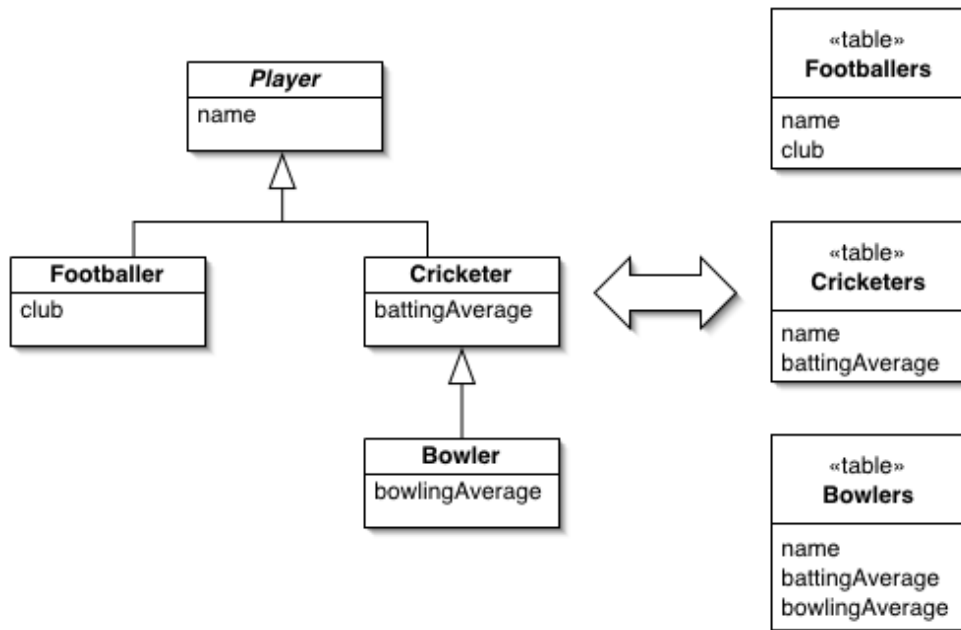 Player
name
Footballer
club
Cricketer
battingAverage
Bowler
bowlingAverage
«table»
Footballers
name
club
«table»
Cricketers
name
battingAverage
«table»
Bowlers
name
battingAverage
bowlingAverage